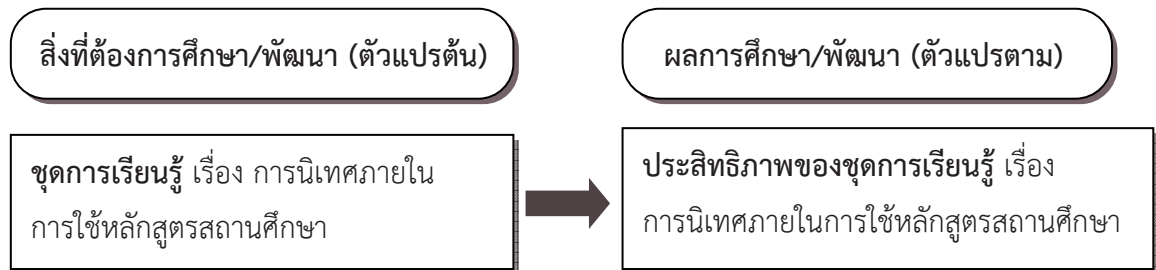 สิ่งที่ต้องการศึกษา/พัฒนา (ตัวแปรต้น)
ผลการศึกษา/พัฒนา (ตัวแปรตาม)
ชุดการเรียนรู้ เรื่อง การนิเทศภายใน
การใช้หลักสูตรสถานศึกษา
ประสิทธิภาพของชุดการเรียนรู้ เรื่อง
การนิเทศภายในการใช้หลักสูตรสถานศึกษา